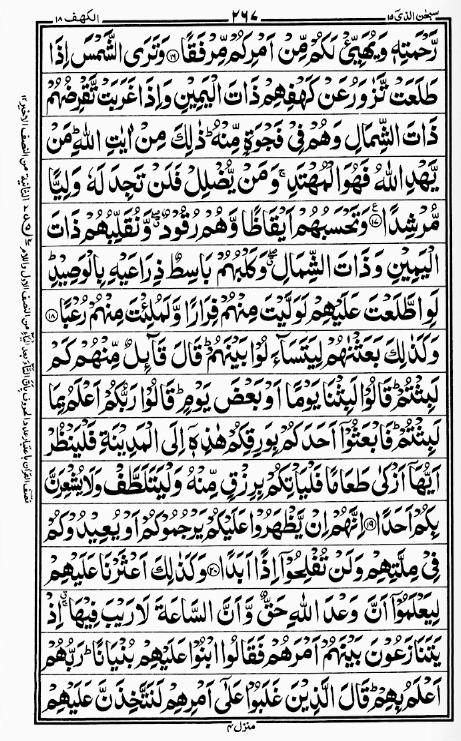 سبحٰن الذی ١٥
٢٦٧
الکهف ١٨
رَّحْمَتِهٖ وَيُهَيِّئْ لَكُمْ مِّنْ اَمْرِكُمْ مِّرْفَقًا ﴿١٦﴾ وَتَرَى الشَّمْسَ اِذَا
طَلَعَتْ تَّزٰوَرُ عَنْ كَهْفِهِمْ ذَاتَ الْيَمِيْنِ وَاِذَا غَرَبَتْ تَّقْرِضُهُمْ
ذَاتَ الشِّمَالِ وَهُمْ فِيْ فَجْوَةٍ مِّنْهُ ؕ ذٰلِكَ مِنْ اٰيٰتِ اللّٰهِ ؕ مَنْ
يَّهْدِ اللّٰهُ فَهُوَ الْمُهْتَدِ ۚ وَمَنْ يُّضْلِلْ فَلَنْ تَجِدَ لَهٗ وَلِيًّا
مُّرْشِدًا ﴿١٧﴾ وَتَحْسَبُهُمْ اَيْقَاظًا وَّهُمْ رُقُوْدٌ ۖ وَّنُقَلِّبُهُمْ ذَاتَ
الْيَمِيْنِ وَذَاتَ الشِّمَالِ ۖ وَكَلْبُهُمْ بَاسِطٌ ذِرَاعَيْهِ بِالْوَصِيْدِ ؕ
لَوِ اطَّلَعْتَ عَلَيْهِمْ لَوَلَّيْتَ مِنْهُمْ فِرَارًا وَّلَمُلِئْتَ مِنْهُمْ رُعْبًا ﴿١٨﴾
وَكَذٰلِكَ بَعَثْنٰهُمْ لِيَتَسَآءَلُوْا بَيْنَهُمْ ؕ قَالَ قَآئِلٌ مِّنْهُمْ كَمْ
لَبِثْتُمْ ؕ قَالُوْا لَبِثْنَا يَوْمًا اَوْ بَعْضَ يَوْمٍ ؕ قَالُوْا رَبُّكُمْ اَعْلَمُ بِمَا
لَبِثْتُمْ ؕ فَابْعَثُوْٓا اَحَدَكُمْ بِوَرِقِكُمْ هٰذِهٖٓ اِلَى الْمَدِيْنَةِ فَلْيَنْظُرْ
اَيُّهَآ اَزْكٰى طَعَامًا فَلْيَاْتِكُمْ بِرِزْقٍ مِّنْهُ وَلْيَتَلَطَّفْ وَلَا يُشْعِرَنَّ
بِكُمْ اَحَدًا ﴿١٩﴾ اِنَّهُمْ اِنْ يَّظْهَرُوْا عَلَيْكُمْ يَرْجُمُوْكُمْ اَوْ يُعِيْدُوْكُمْ
فِيْ مِلَّتِهِمْ وَلَنْ تُفْلِحُوْٓا اِذًا اَبَدًا ﴿٢٠﴾ وَكَذٰلِكَ اَعْثَرْنَا عَلَيْهِمْ
لِيَعْلَمُوْٓا اَنَّ وَعْدَ اللّٰهِ حَقٌّ وَّاَنَّ السَّاعَةَ لَا رَيْبَ فِيْهَا ۚ اِذْ
يَتَنَازَعُوْنَ بَيْنَهُمْ اَمْرَهُمْ فَقَالُوا ابْنُوْا عَلَيْهِمْ بُنْيَانًا ؕ رَبُّهُمْ
اَعْلَمُ بِهِمْ ؕ قَالَ الَّذِيْنَ غَلَبُوْا عَلٰٓى اَمْرِهِمْ لَنَتَّخِذَنَّ عَلَيْهِمْ
منزل ٤